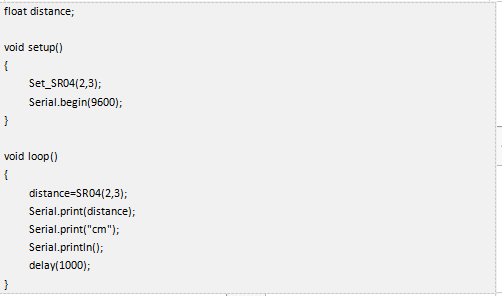 float distance;
void setup()
{
Set_SR04(2,3);
Serial.begin(9600);
}
void loop()
{
distance=SR04(2,3);
Serial.print(distance);
Serial.print("cm");
Serial.println();
delay(1000);
}